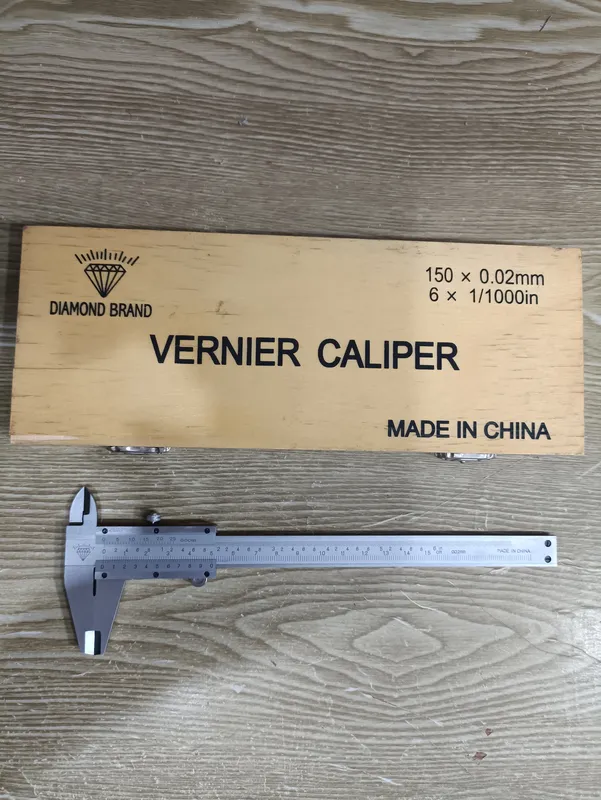 DIAMOND BRAND
150 × 0.02mm
6 × 1/1000in
VERNIER CALIPER
MADE IN CHINA
MADE IN CHINA